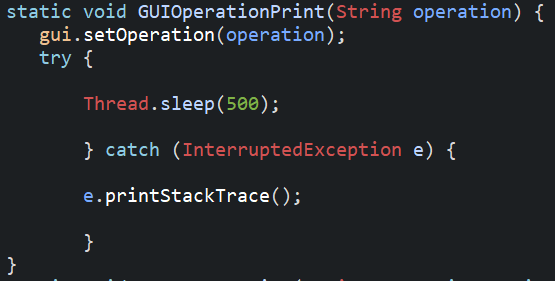 static void GUIOperationPrint(String operation) {
gui.setOperation(operation);
try {
Thread.sleep(500);
} catch (InterruptedException e) {
e.printStackTrace();
}
}